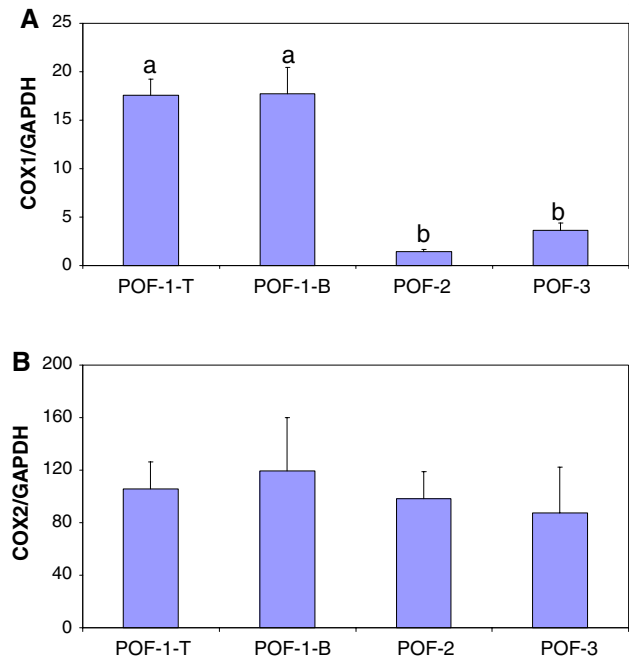 A
COX1/GAPDH
25
20
15
10
5
0
a
a
b
b
POF-1-T
POF-1-B
POF-2
POF-3
B
COX2/GAPDH
200
160
120
80
40
0
POF-1-T
POF-1-B
POF-2
POF-3